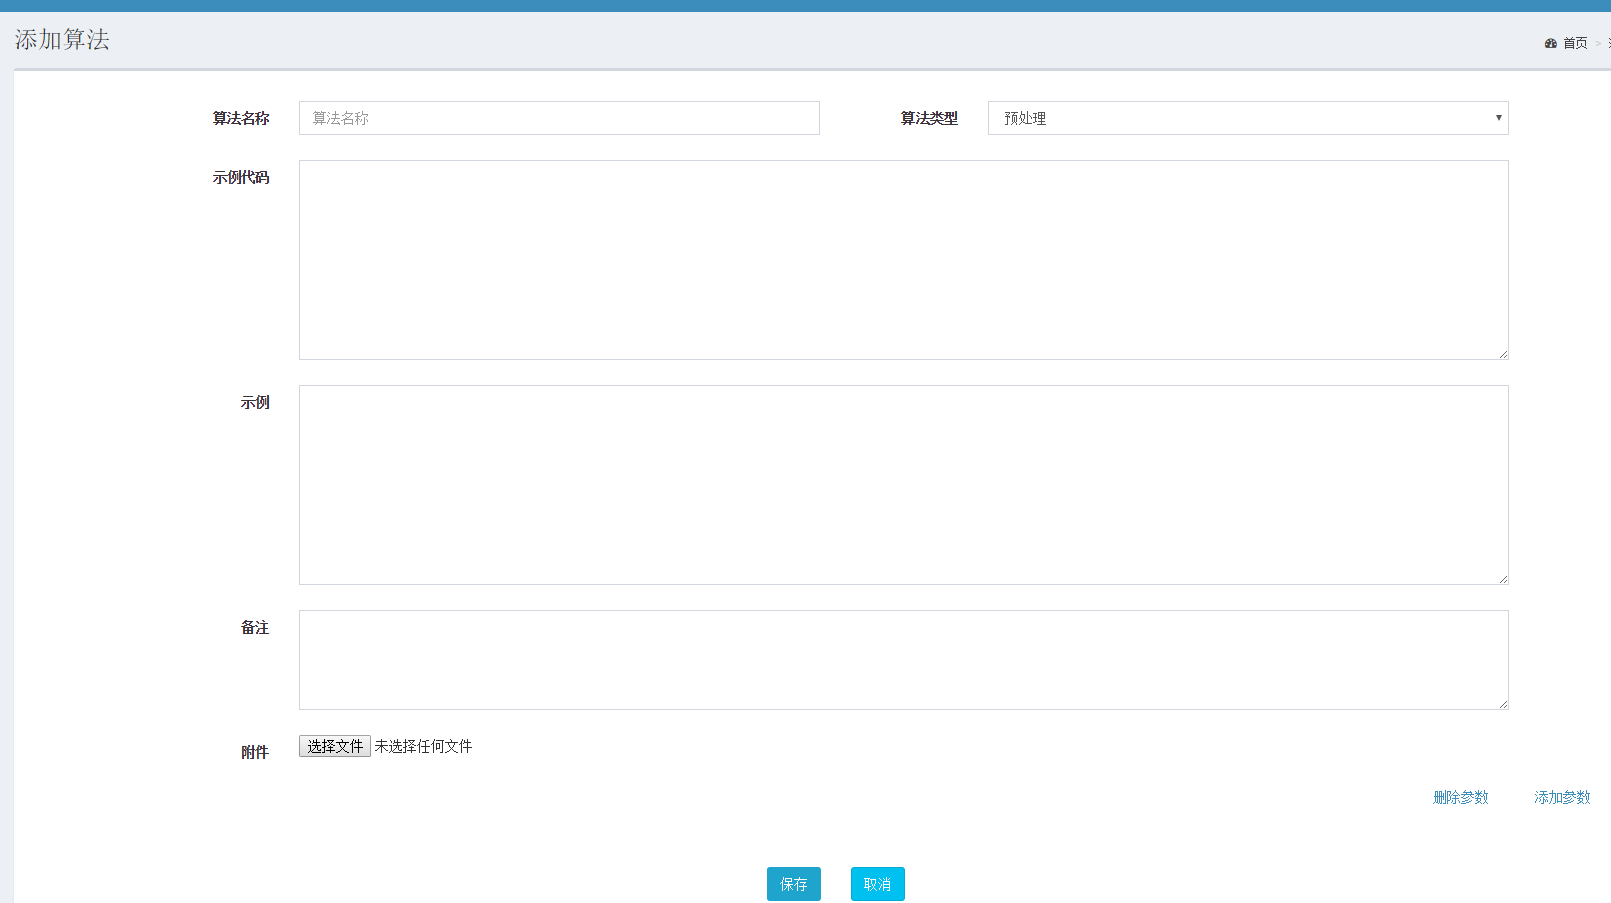 添加算法
首页 >
算法名称 算法名称 算法类型 预处理
示例代码
示例
备注
附件 选择文件 未选择任何文件
删除参数 添加参数
保存 取消